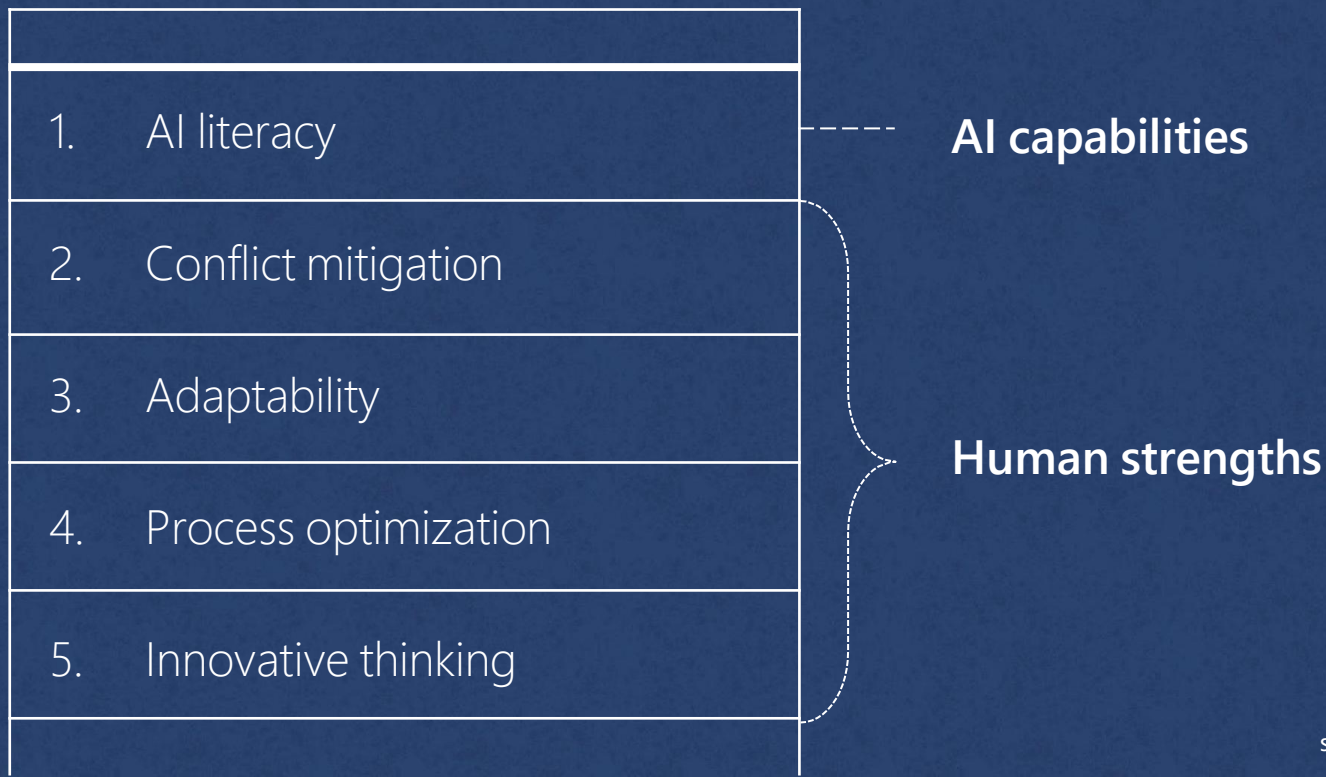 1. AI literacy
AI capabilities
2. Conflict mitigation
3. Adaptability
Human strengths
4. Process optimization
5. Innovative thinking